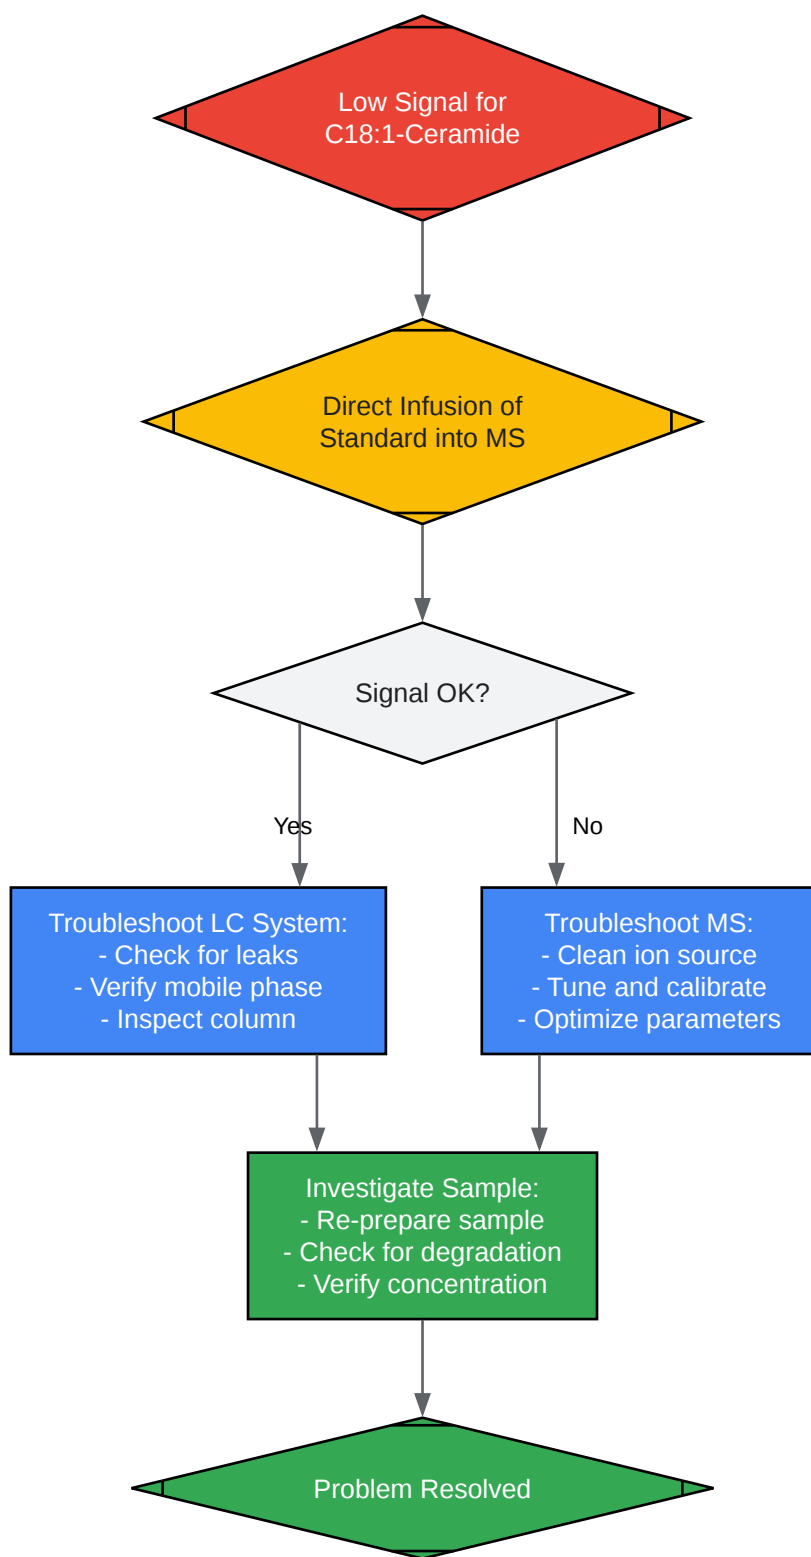 Low Signal for
C18:1-Ceramide
Direct Infusion of
Standard into MS
Signal OK?
Yes
No
Troubleshoot LC System:
- Check for leaks
- Verify mobile phase
- Inspect column
Troubleshoot MS:
- Clean ion source
- Tune and calibrate
- Optimize parameters
Investigate Sample:
- Re-prepare sample
- Check for degradation
- Verify concentration
Problem Resolved